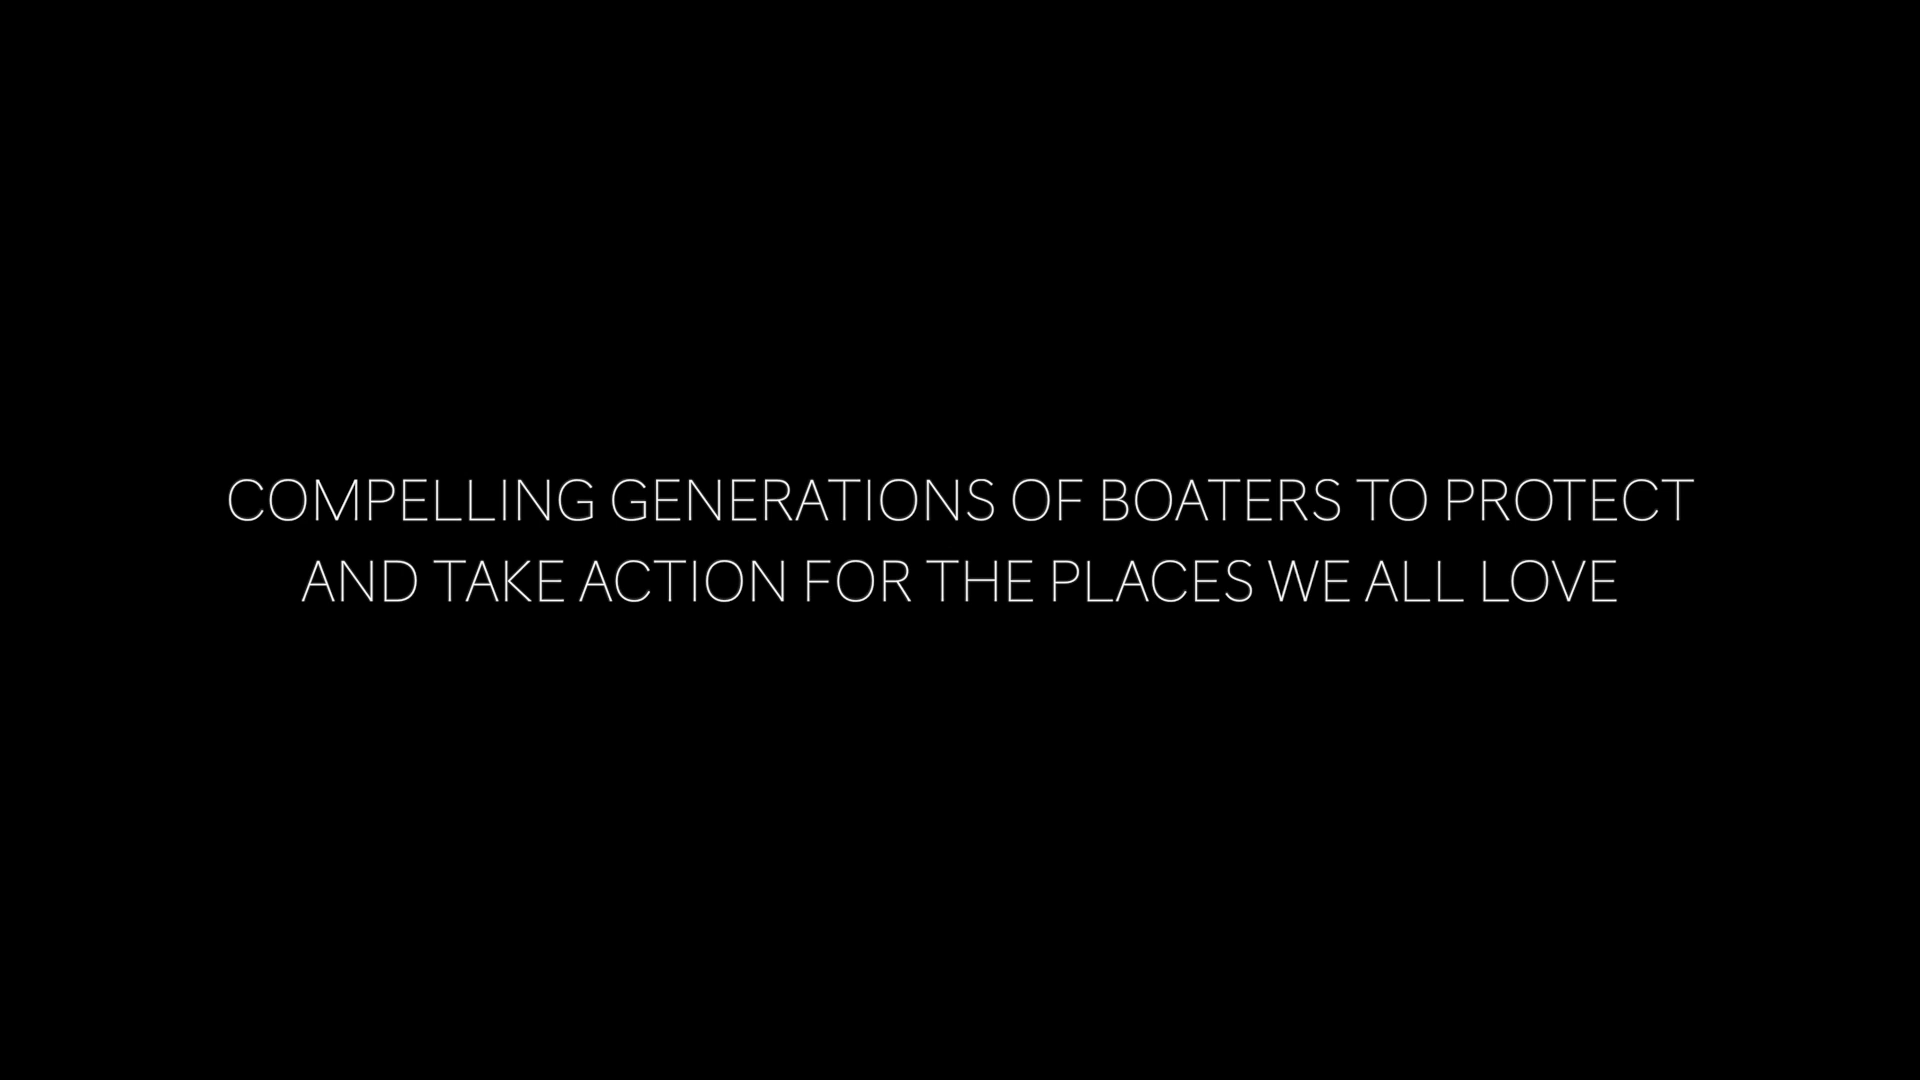 COMPELLING GENERATIONS OF BOATERS TO PROTECT
AND TAKE ACTION FOR THE PLACES WE ALL LOVE